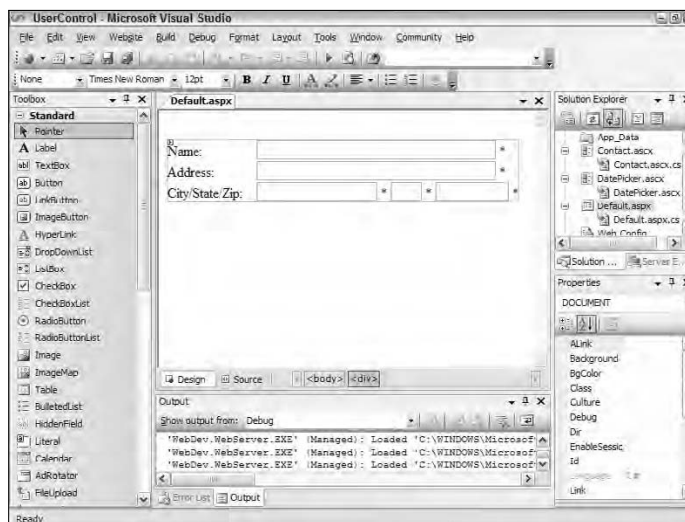 UserControl - Microsoft Visual Studio
File Edit View Website Build Debug Format Layout Tools Window Community Help
None Times New Roman 12pt B I U A
Toolbox
Standard
Pointer
A Label
abl TextBox
ab Button
ab LinkButton
ImageButton
A HyperLink
DropDownList
ListBox
CheckBox
CheckBoxList
RadioButton
RadioButtonList
Image
ImageMap
Table
BulletedList
HiddenField
Literal
Calendar
AdRotator
FileUpload
Default.aspx
Name: *
Address: *
City/State/Zip: * * *
Design Source <body> <div>
Output
Show output from: Debug
'WebDev.WebServer.EXE' (Managed): Loaded 'C:\WINDOWS\Microsof
'WebDev.WebServer.EXE' (Managed): Loaded 'C:\WINDOWS\Microsof
'WebDev.WebServer.EXE' (Managed): Loaded 'C:\WINDOWS\Microsof
Error List Output
Solution Explorer
App_Data
Contact.ascx
Contact.ascx.cs
DatePicker.ascx
DatePicker.ascx
Default.aspx
Default.aspx.cs
Web.Config
Solution ... Server E...
Properties
DOCUMENT
ALink
Background
BgColor
Class
Culture
Debug
Dir
EnableSessic
Id
Language
Link
Ready